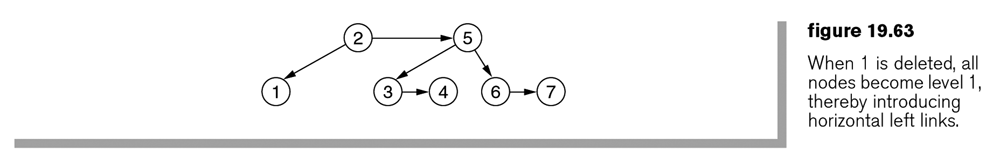 2 5
1 3 4 6 7
figure 19.63
When 1 is deleted, all
nodes become level 1,
thereby introducing
horizontal left links.